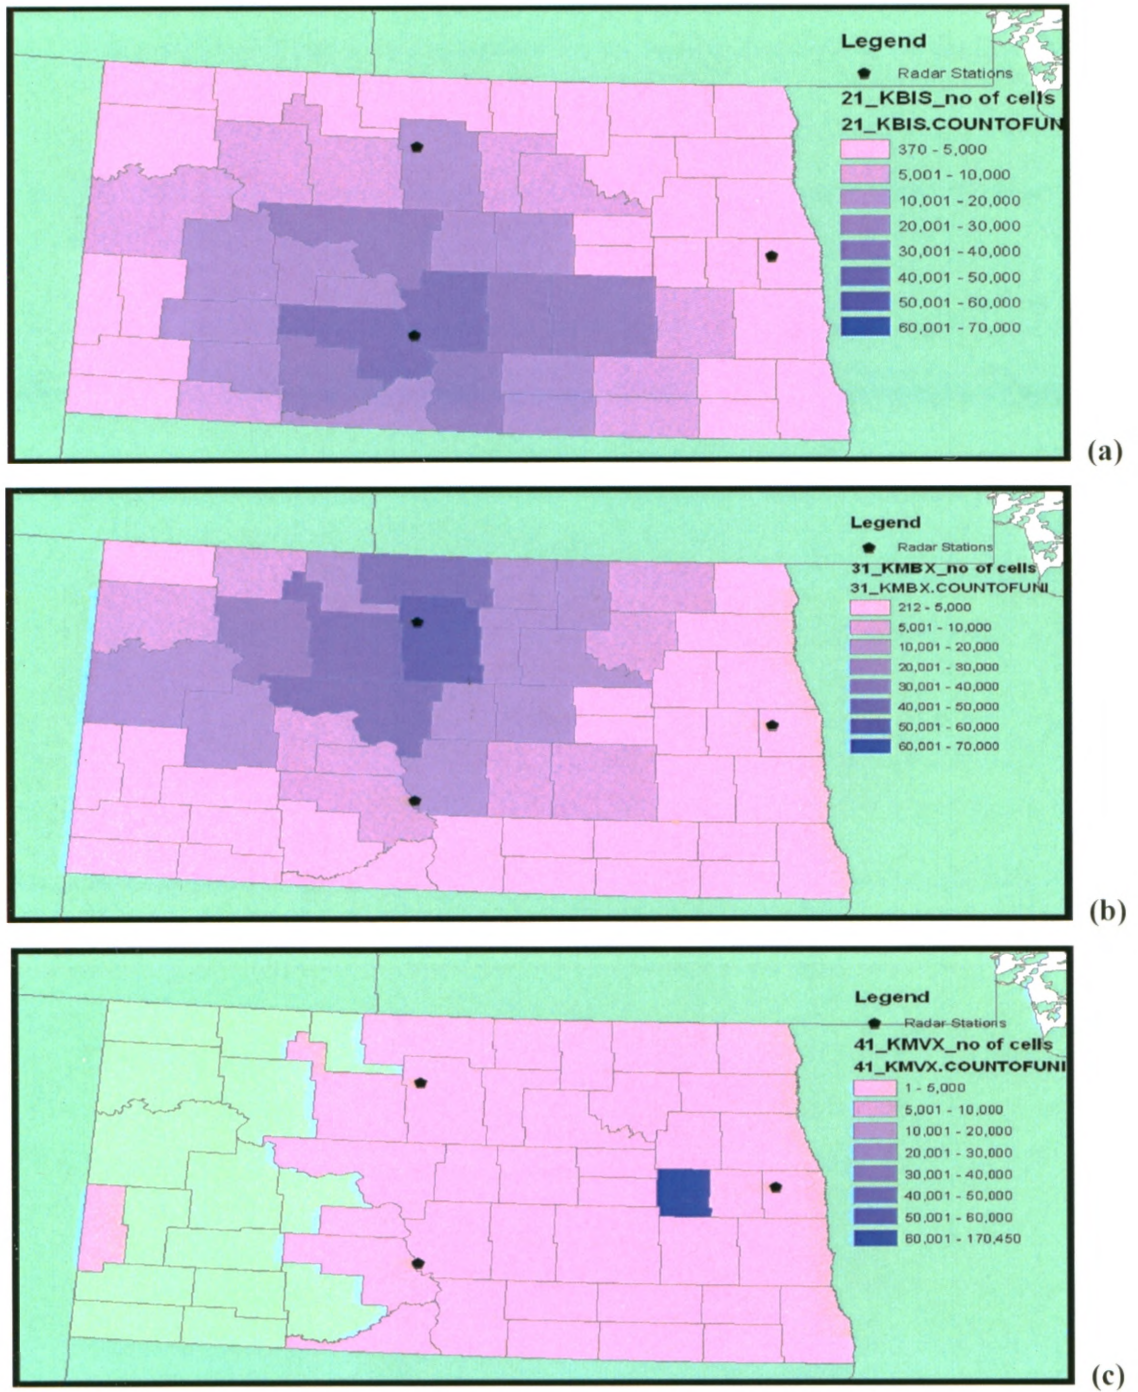 Legend
Radar Stations
21_KBIS_no of cells
21_KBIS.COUNTOFUN
370 - 5,000
5,001 - 10,000
10,001 - 20,000
20,001 - 30,000
30,001 - 40,000
40,001 - 50,000
50,001 - 60,000
60,001 - 70,000
(a)
Legend
Radar Stations
31_KMBX_no of cells
31_KMBX.COUNTOFUNI
212 - 5,000
5,001 - 10,000
10,001 - 20,000
20,001 - 30,000
30,001 - 40,000
40,001 - 50,000
50,001 - 60,000
60,001 - 70,000
(b)
Legend
Radar Stations
41_KMVX_no of cells
41_KMVX.COUNTOFUNI
1 - 5,000
5,001 - 10,000
10,001 - 20,000
20,001 - 30,000
30,001 - 40,000
40,001 - 50,000
50,001 - 60,000
60,001 - 170,450
(c)